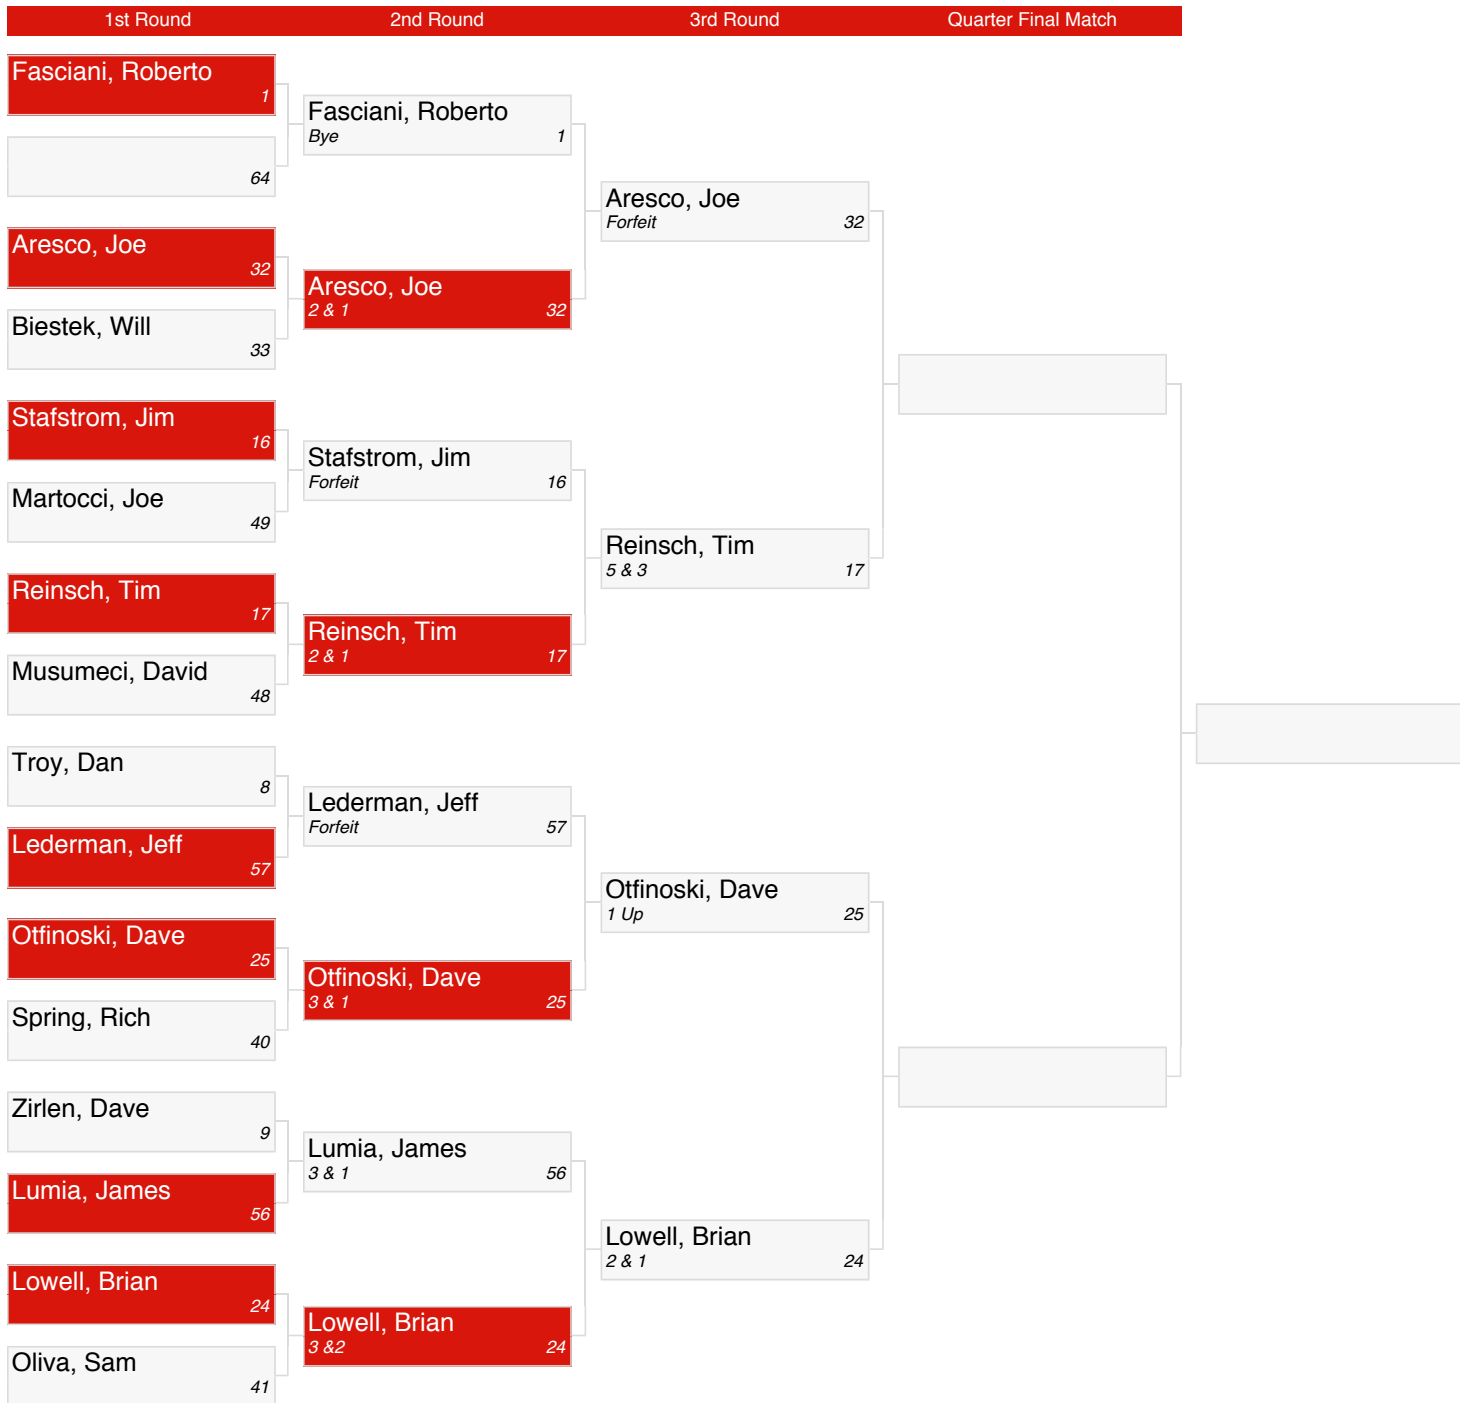 1st Round 2nd Round 3rd Round Quarter Final Match
Fasciani, Roberto
1
64
Aresco, Joe
32
Biestek, Will
33
Stafstrom, Jim
16
Martocci, Joe
49
Reinsch, Tim
17
Musumeci, David
48
Troy, Dan
8
Lederman, Jeff
57
Otfinoski, Dave
25
Spring, Rich
40
Zirlen, Dave
9
Lumia, James
56
Lowell, Brian
24
Oliva, Sam
41
Fasciani, Roberto
Bye 1
Aresco, Joe
2 & 1 32
Stafstrom, Jim
Forfeit 16
Reinsch, Tim
2 & 1 17
Lederman, Jeff
Forfeit 57
Otfinoski, Dave
3 & 1 25
Lumia, James
3 & 1 56
Lowell, Brian
3 &2 24
Aresco, Joe
Forfeit 32
Reinsch, Tim
5 & 3 17
Otfinoski, Dave
1 Up 25
Lowell, Brian
2 & 1 24